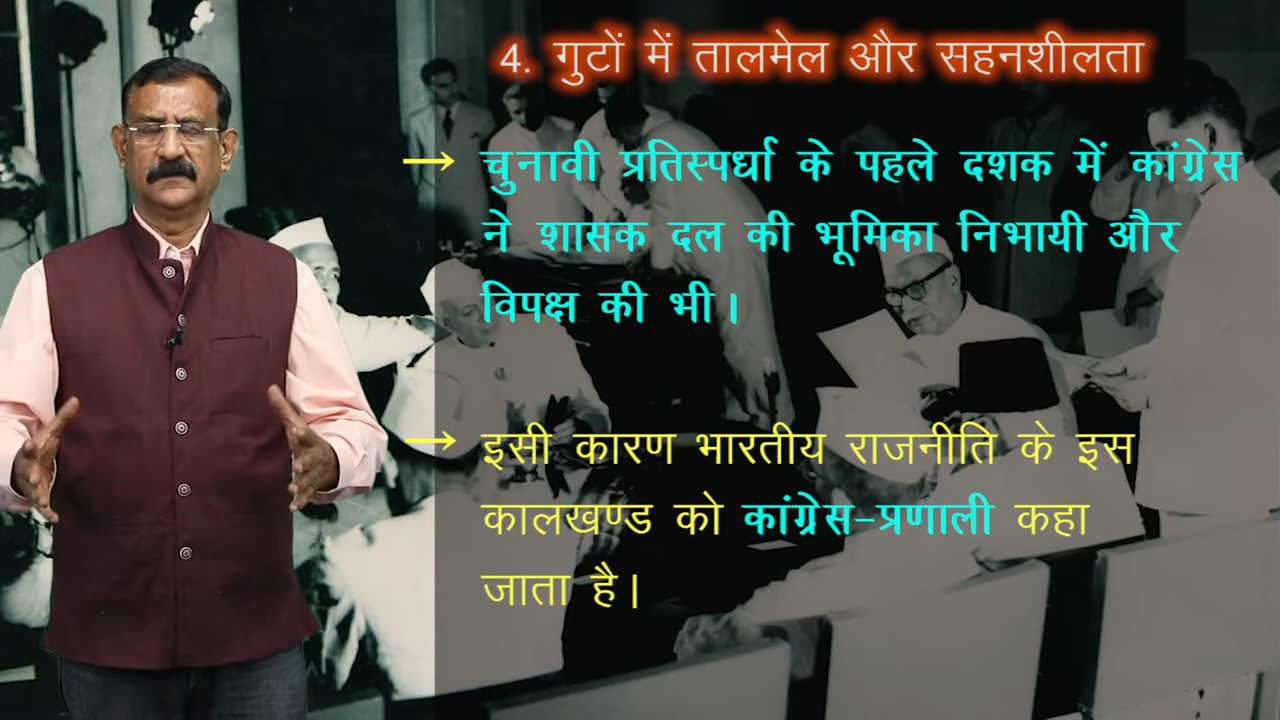 4. गुटों में तालमेल और सहनशीलता
→ चुनावी प्रतिस्पर्धा के पहले दशक में कांग्रेस
ने शासक दल की भूमिका निभायी और
विपक्ष की भी।
→ इसी कारण भारतीय राजनीति के इस
कालखण्ड को कांग्रेस-प्रणाली कहा
जाता है।